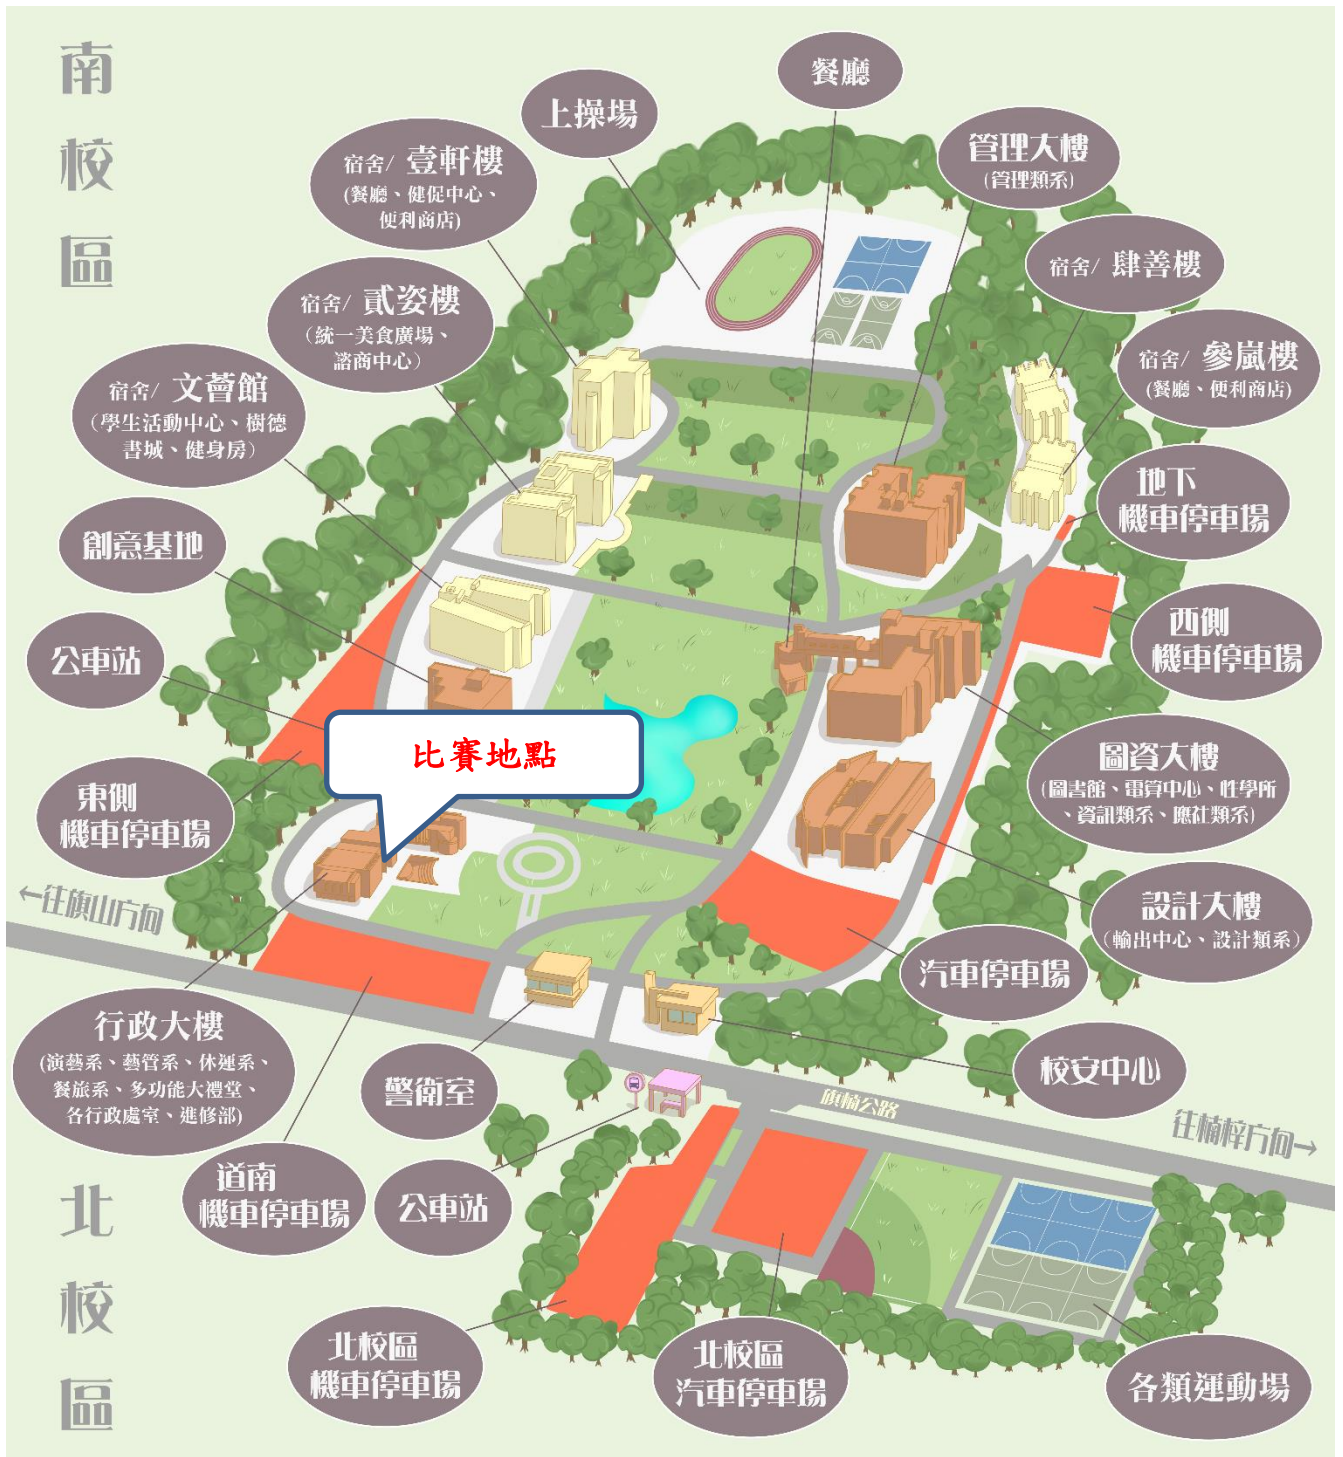 南校區
餐廳
上操場
管理大樓
(管理類系)
宿舍/ 壹軒樓
(餐廳、健促中心、
便利商店)
宿舍/ 肆善樓
宿舍/ 貳姿樓
(統一美食廣場、
諮商中心)
宿舍/ 參嵐樓
(餐廳、便利商店)
宿舍/ 文薈館
(學生活動中心、樹德
書城、健身房)
地下
機車停車場
創意基地
西側
機車停車場
公車站
比賽地點
圖資大樓
(圖書館、電算中心、性學所
、資訊類系、應社類系)
東側
機車停車場
←往旗山方向
設計大樓
(輸出中心、設計類系)
汽車停車場
行政大樓
(演藝系、藝管系、休運系、
餐旅系、多功能大禮堂、
各行政處室、進修部)
警衛室
校安中心
旗楠公路
往楠梓方向→
道南
機車停車場
公車站
北校區
北校區
機車停車場
北校區
汽車停車場
各類運動場